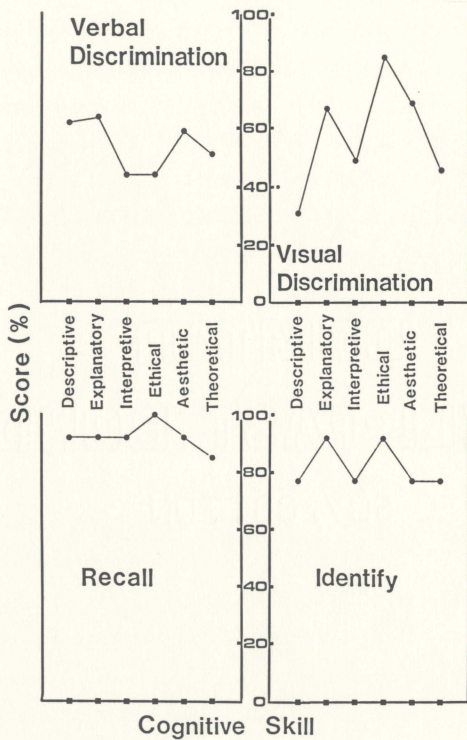 Verbal
Discrimination
100
80
60
40
20
0
Visual
Discrimination
Score (%)
Descriptive
Explanatory
Interpretive
Ethical
Aesthetic
Theoretical
Descriptive
Explanatory
Interpretive
Ethical
Aesthetic
Theoretical
100
80
60
40
20
0
Recall
Identify
Cognitive Skill